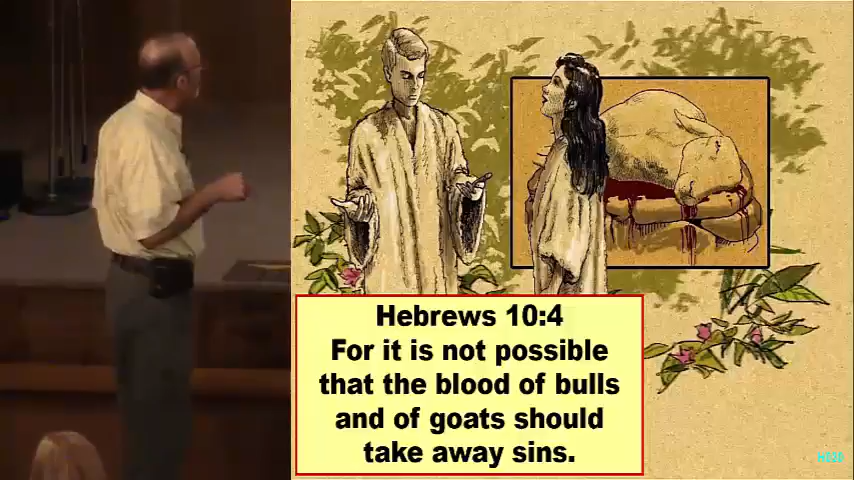 Hebrews 10:4
For it is not possible
that the blood of bulls
and of goats should
take away sins.
H020